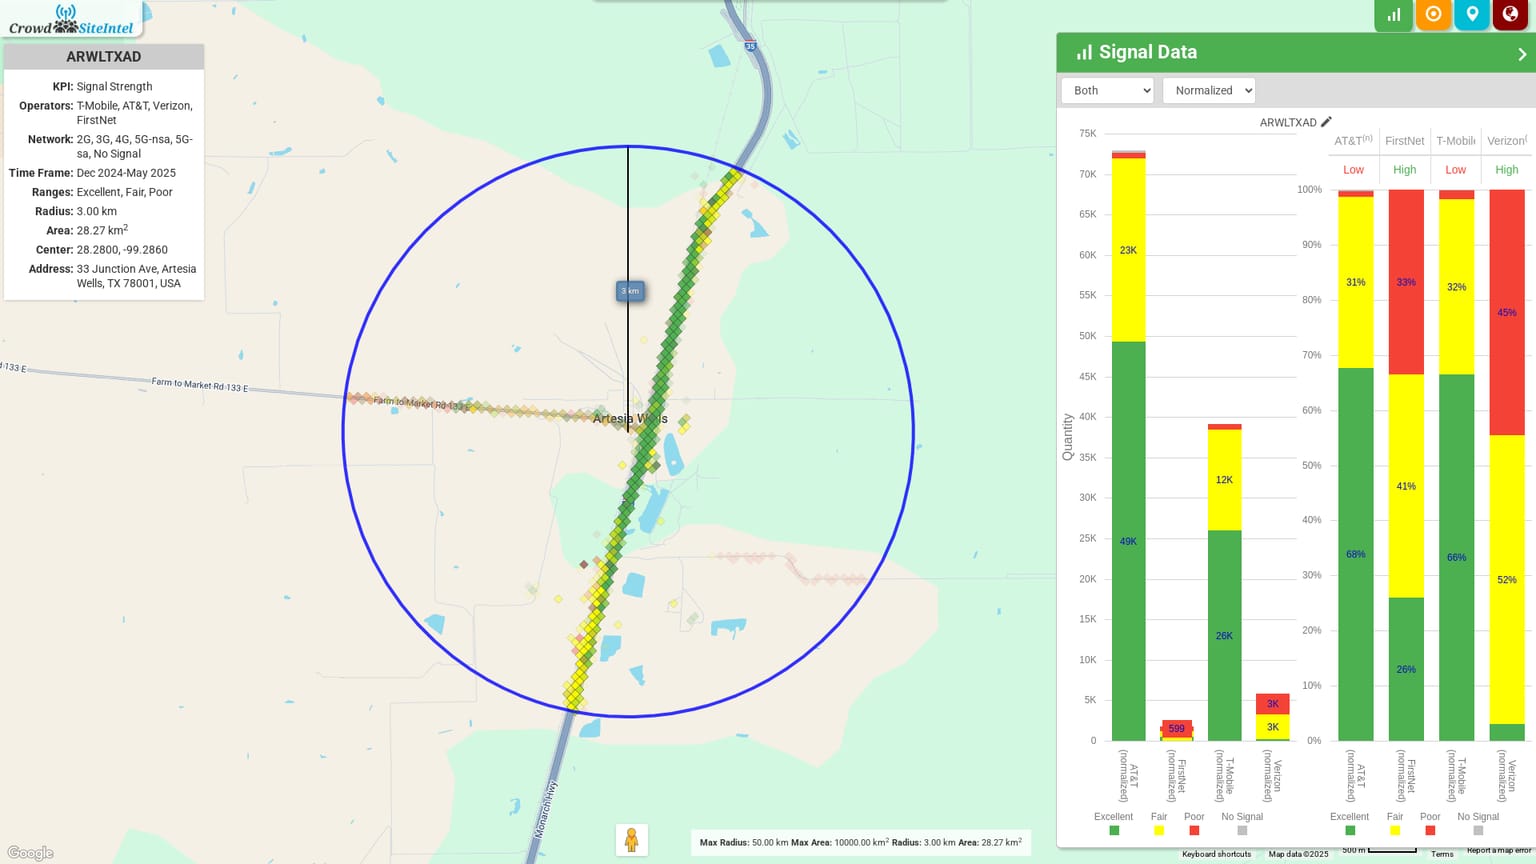 CrowdSiteIntel
ARWLTXAD
KPI: Signal Strength
Operators: T-Mobile, AT&T, Verizon,
FirstNet
Network: 2G, 3G, 4G, 5G-nsa, 5G-
sa, No Signal
Time Frame: Dec 2024-May 2025
Ranges: Excellent, Fair, Poor
Radius: 3.00 km
Area: 28.27 km2
Center: 28.2800, -99.2860
Address: 33 Junction Ave, Artesia
Wells, TX 78001, USA
35
3 km
d 133 E
Farm to Market Rd 133 E
Farm to Market Rd 133 E
Artesia Wells
Monarch Hwy
Google
Max Radius: 50.00 km Max Area: 10000.00 km2 Radius: 3.00 km Area: 28.27 km2
Signal Data
Both
Normalized
ARWLTXAD
Quantity
75K
70K
65K
60K
55K
50K
45K
40K
35K
30K
25K
20K
15K
10K
5K
0
23K
49K
599
12K
26K
3K
3K
AT&T (normalized)
FirstNet (normalized)
T-Mobile (normalized)
Verizon (normalized)
Excellent Fair Poor No Signal
AT&T(n) FirstNet T-Mobile Verizon(
Low High Low High
100%
90%
80%
70%
60%
50%
40%
30%
20%
10%
0%
31%
68%
33%
41%
26%
32%
66%
45%
52%
AT&T (normalized)
FirstNet (normalized)
T-Mobile (normalized)
Verizon (normalized)
Excellent Fair Poor No Signal
Keyboard shortcuts Map data ©2025 500 m Terms Report a map error